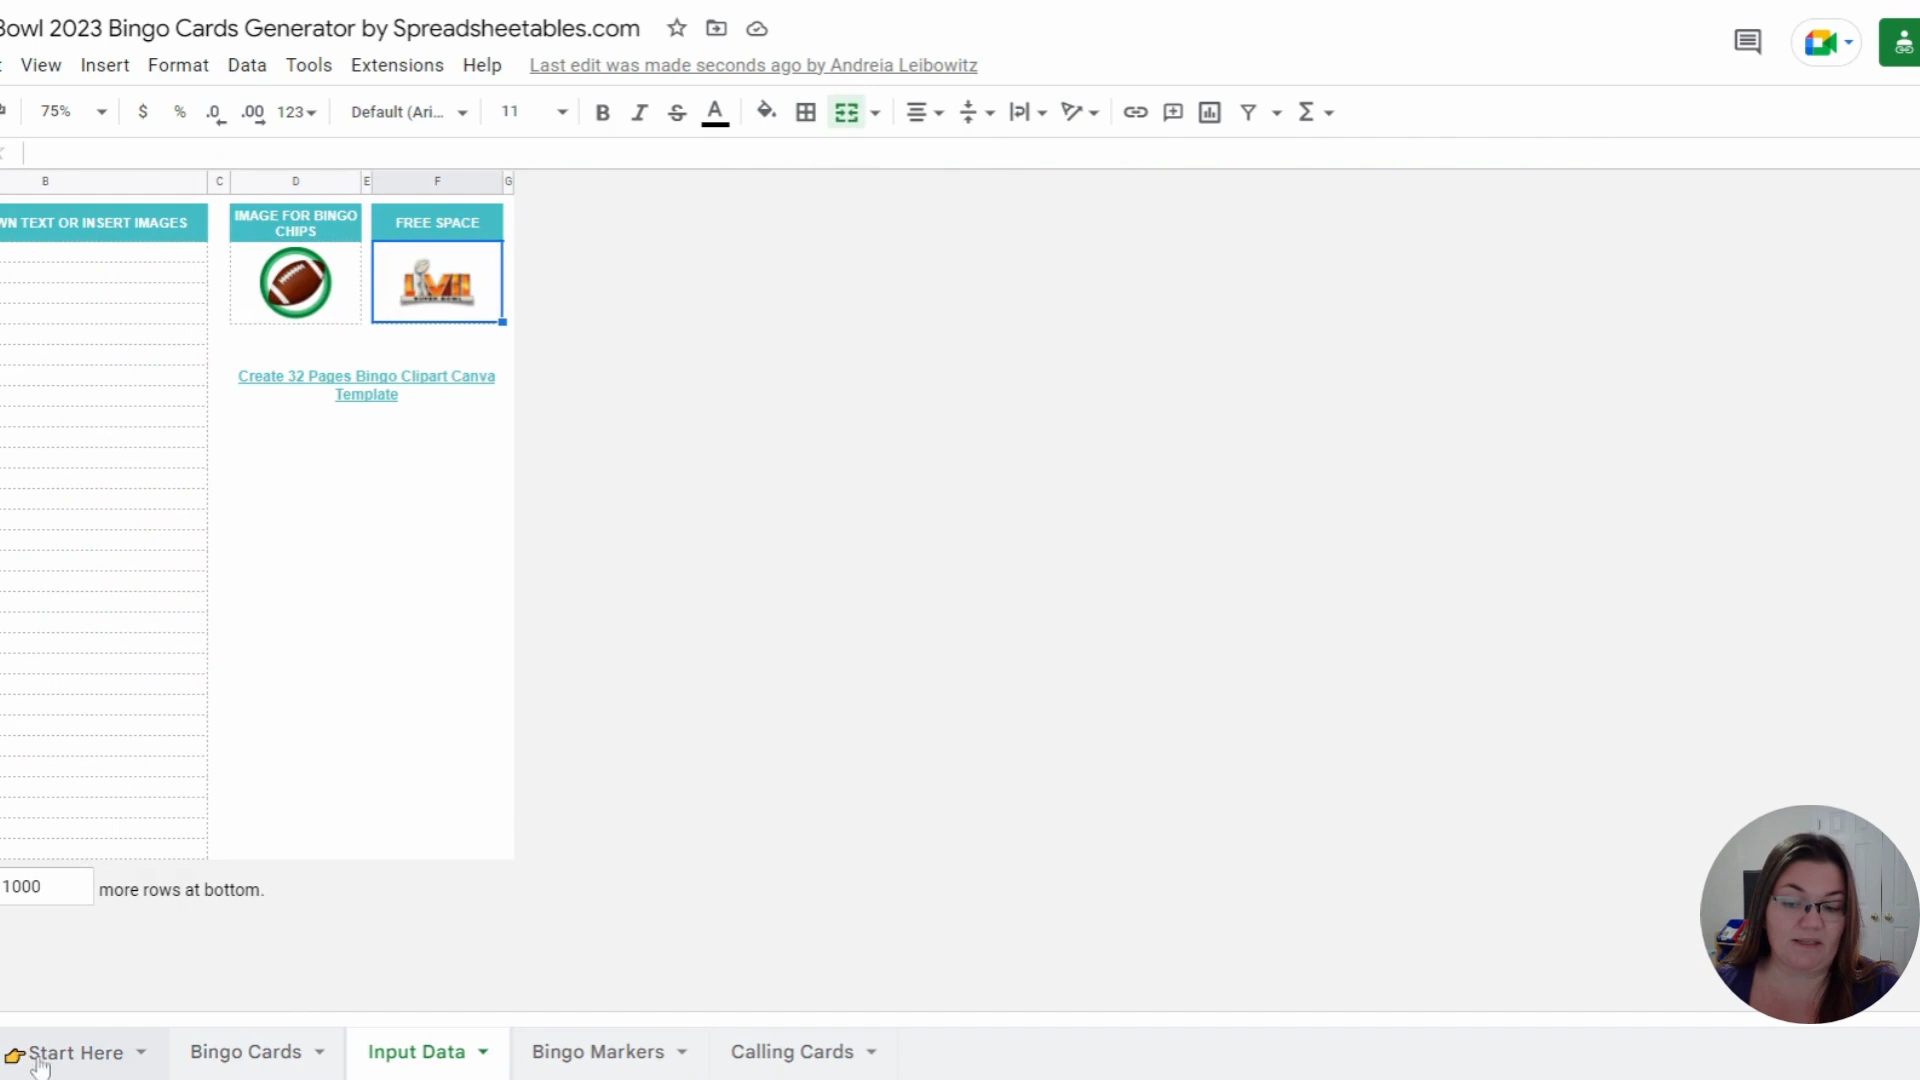 Bowl 2023 Bingo Cards Generator by Spreadsheetables.com
View Insert Format Data Tools Extensions Help Last edit was made seconds ago by Andreia Leibowitz
75% $ % .0 .00 123 Default (Ari... 11 B I S A
B C D E F G
WN TEXT OR INSERT IMAGES
IMAGE FOR BINGO
CHIPS
FREE SPACE
LVII
SUPER BOWL
Create 32 Pages Bingo Clipart Canva
Template
1000 more rows at bottom.
Start Here Bingo Cards Input Data Bingo Markers Calling Cards